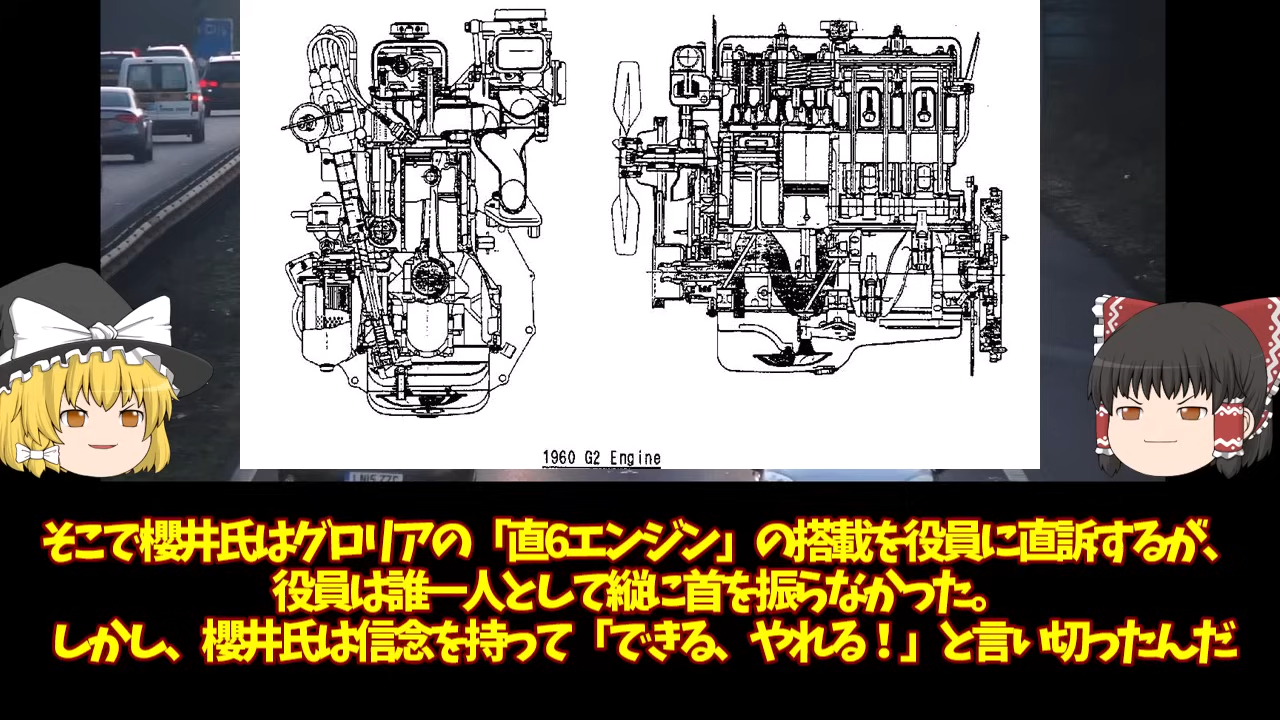 1960 G2 Engine
そこで櫻井氏はグロリアの「直6エンジン」の搭載を役員に直訴するが、
役員は誰一人として縦に首を振らなかった。
しかし、櫻井氏は信念を持って「できる、やれる！」と言い切ったんだ